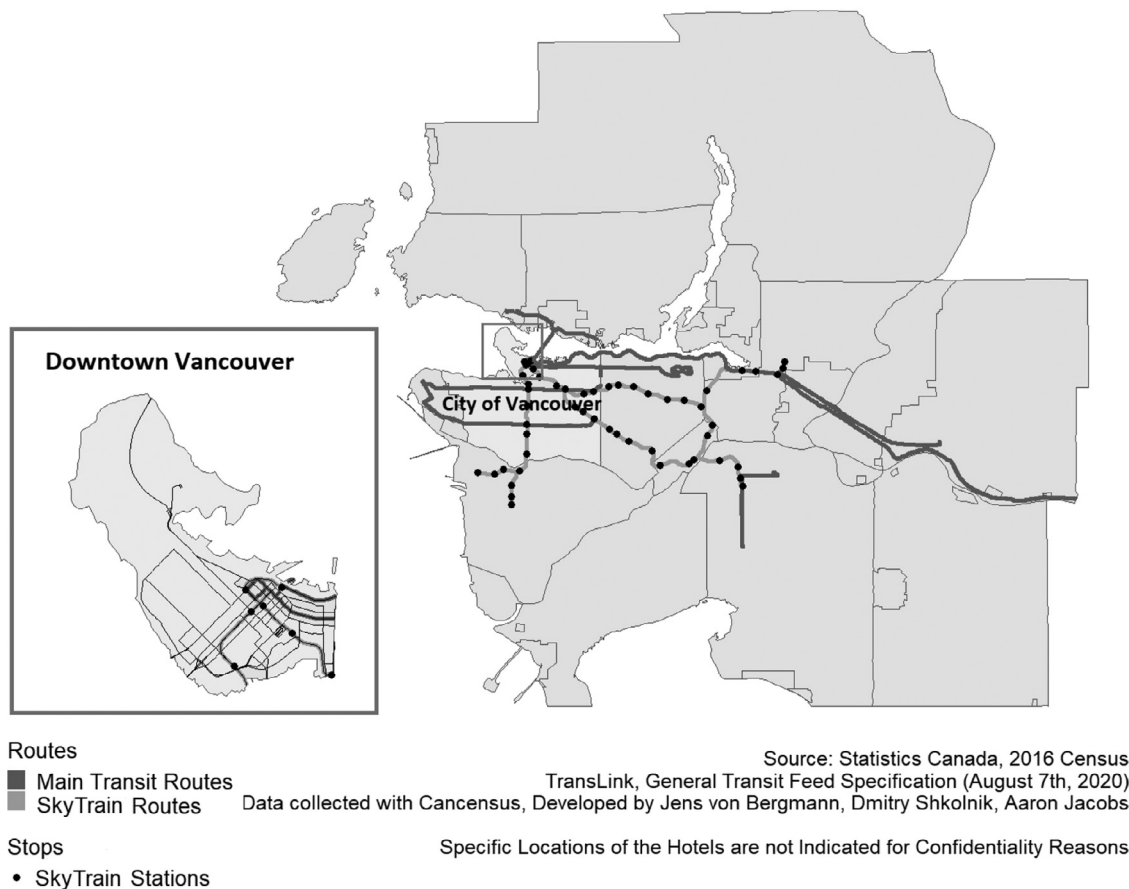 City of Vancouver
Downtown Vancouver
Routes
Main Transit Routes
SkyTrain Routes
Stops
• SkyTrain Stations
Source: Statistics Canada, 2016 Census
TransLink, General Transit Feed Specification (August 7th, 2020)
Data collected with Cancensus, Developed by Jens von Bergmann, Dmitry Shkolnik, Aaron Jacobs
Specific Locations of the Hotels are not Indicated for Confidentiality Reasons